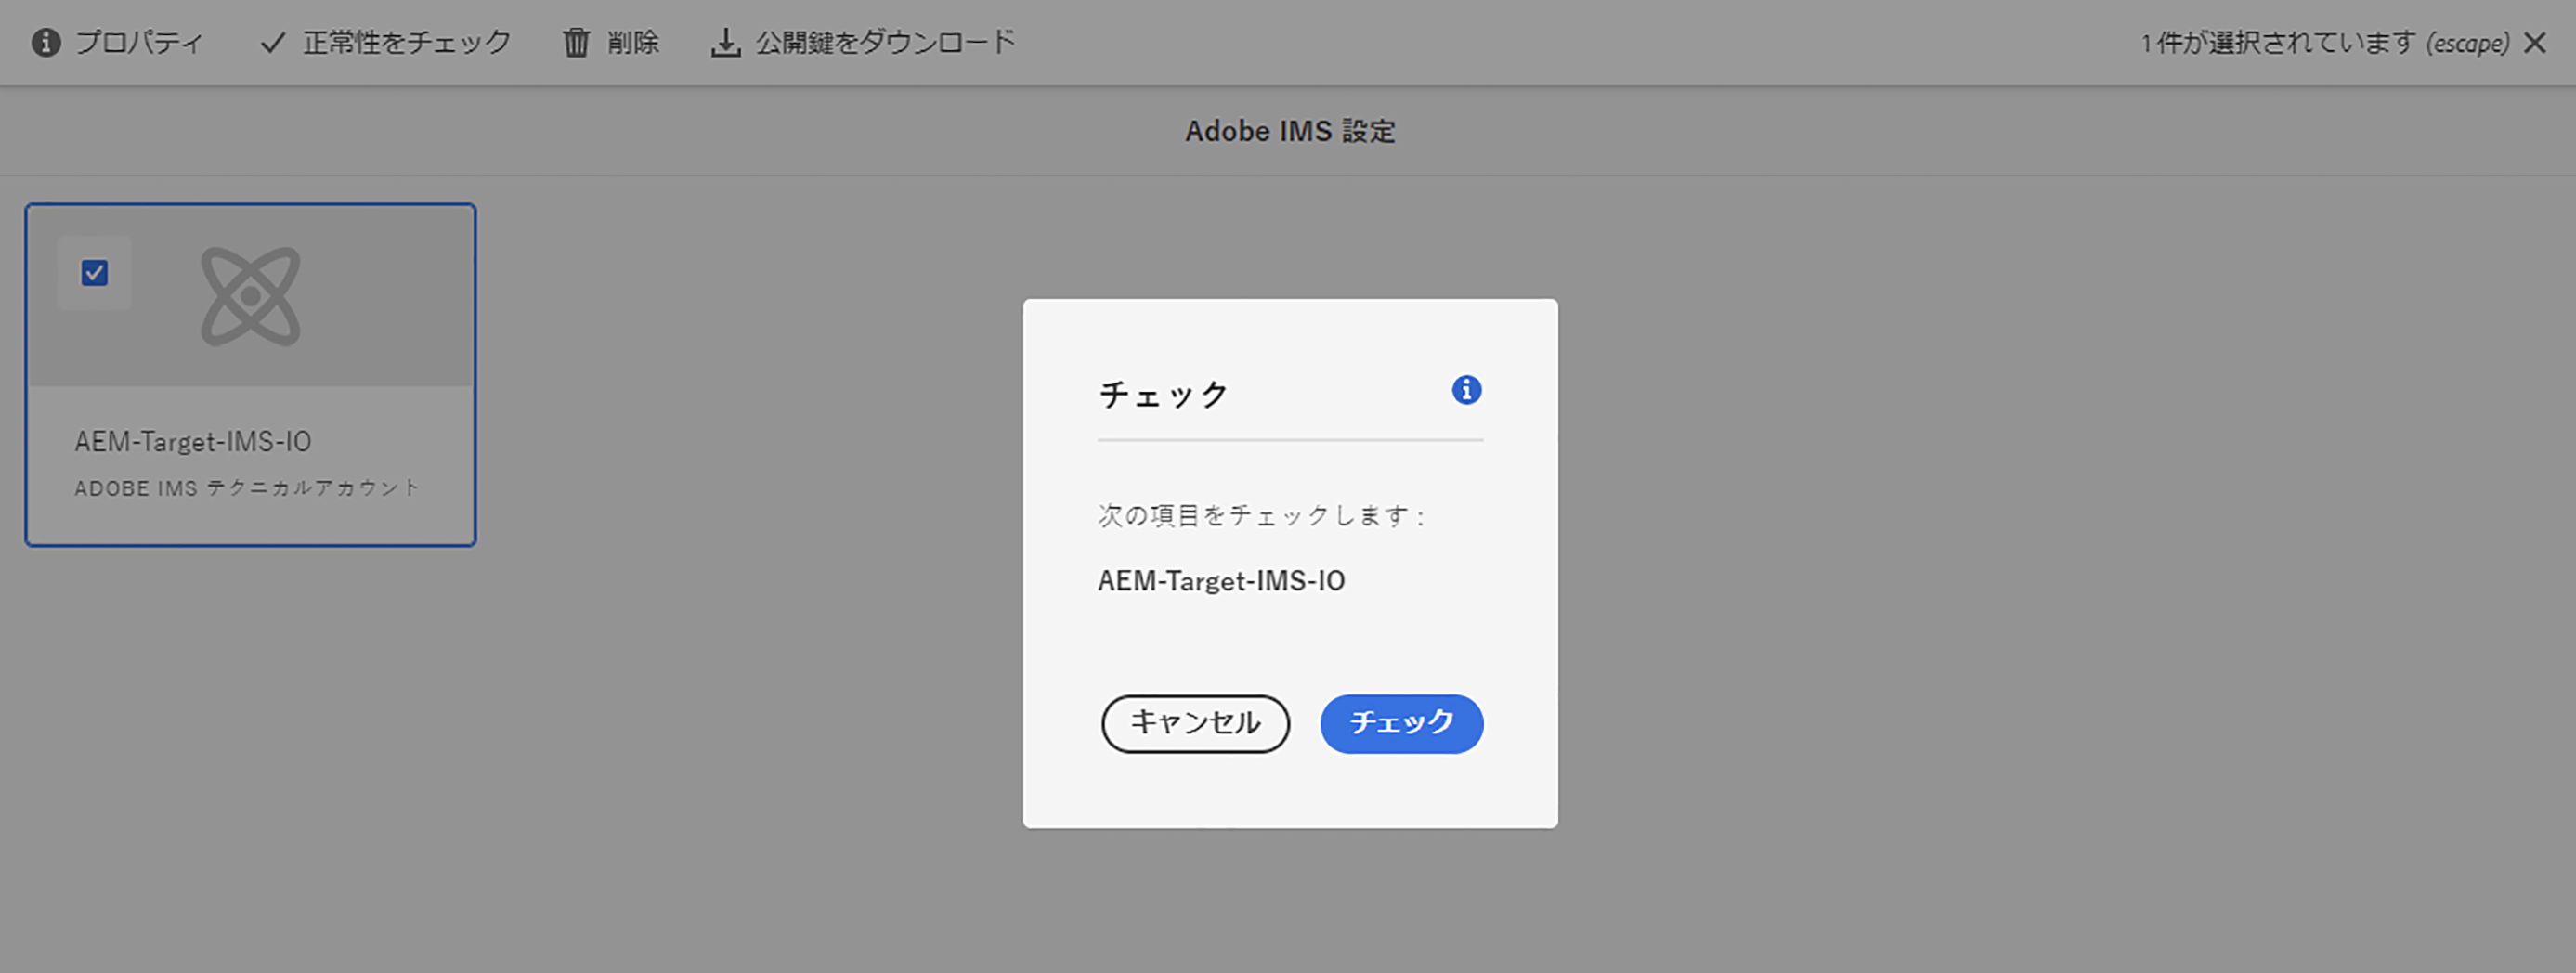 プロパティ 正常性をチェック 削除 公開鍵をダウンロード 1件が選択されています (escape)
Adobe IMS 設定
AEM-Target-IMS-IO
ADOBE IMS テクニカルアカウント
チェック
次の項目をチェックします :
AEM-Target-IMS-IO
キャンセル チェック